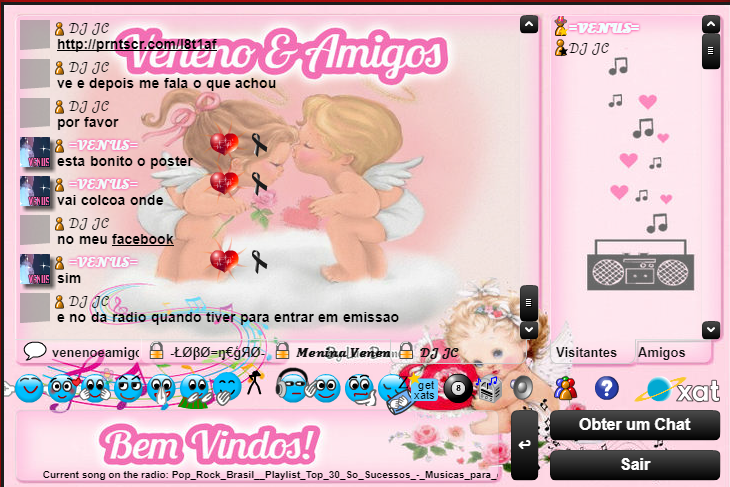 Veneno & Amigos
DJ JC
http://prntscr.com/l8t1af
DJ JC
ve e depois me fala o que achou
DJ JC
por favor
=VENUS=
esta bonito o poster
=VENUS=
vai colcoa onde
DJ JC
no meu facebook
=VENUS=
sim
DJ JC
e no da radio quando tiver para entrar em emissao
=VENUS=
DJ JC
Visitantes
Amigos
venenoeamigo
-ŁØβØ=η€ġЯØ-
Menina Venen
DJ JC
get
xats
8
?
xat
Bem Vindos!
Current song on the radio: Pop_Rock_Brasil__Playlist_Top_30_So_Sucessos_-_Musicas_para_
Obter um Chat
Sair